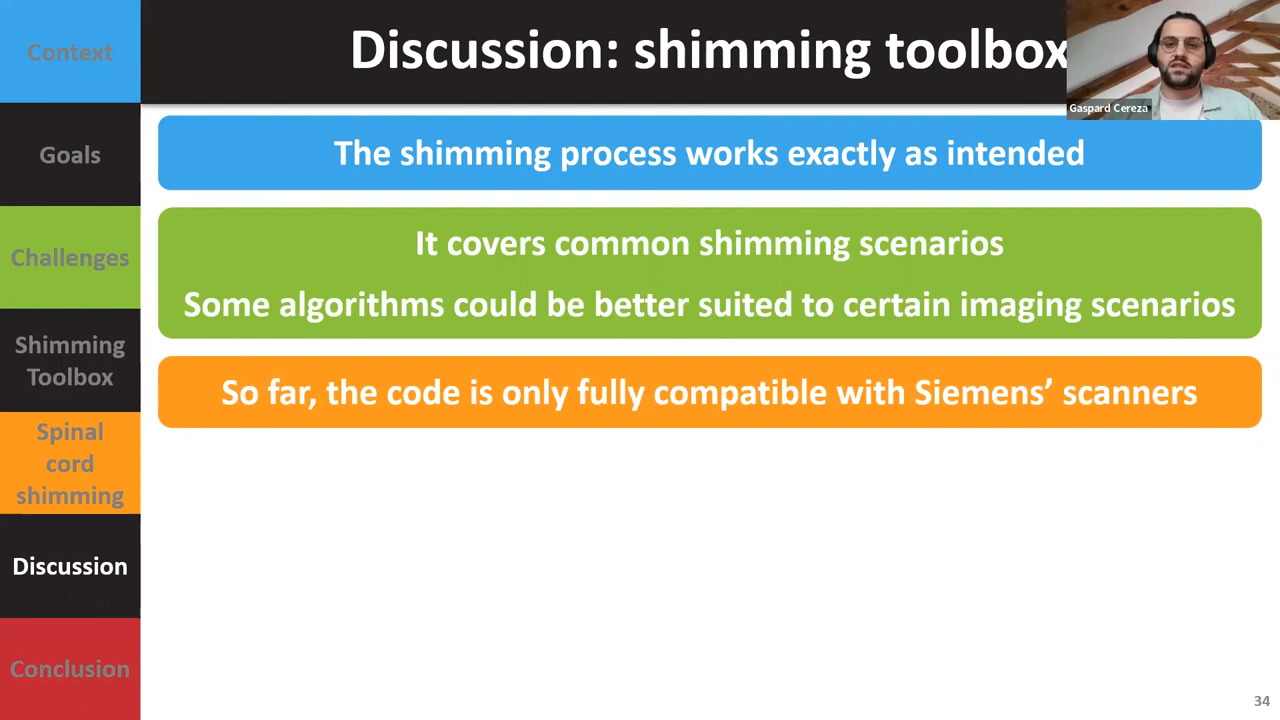 Discussion: shimming toolbox
Gaspard Cereza
Context
Goals
Challenges
Shimming
Toolbox
Spinal
cord
shimming
Discussion
Conclusion
The shimming process works exactly as intended
It covers common shimming scenarios
Some algorithms could be better suited to certain imaging scenarios
So far, the code is only fully compatible with Siemens’ scanners
34